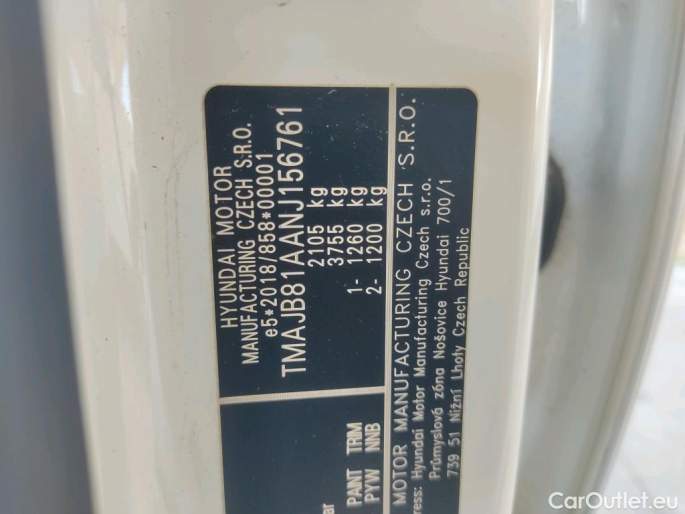 HYUNDAI MOTOR
MANUFACTURING CZECH S.R.O.
e5*2018/858*00001
TMAJB81AANJ156761
2105 kg
3755 kg
1- 1260 kg
2- 1200 kg
PAINT TRIM
PYW NNB
MOTOR MANUFACTURING CZECH S.R.O.
Hyundai Motor Manufacturing Czech s.r.o.
Průmyslová zóna Nošovice Hyundai 700/1
739 51 Nižní Lhoty Czech Republic
CarOutlet.eu